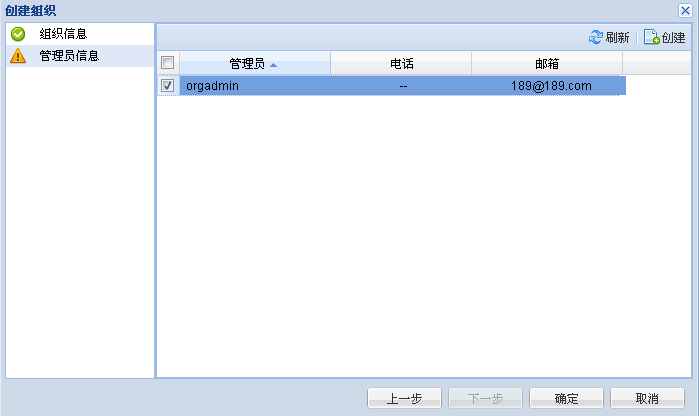 创建组织
组织信息
管理员信息
刷新 创建
管理员 电话 邮箱
orgadmin -- 189@189.com
上一步 下一步 确定 取消